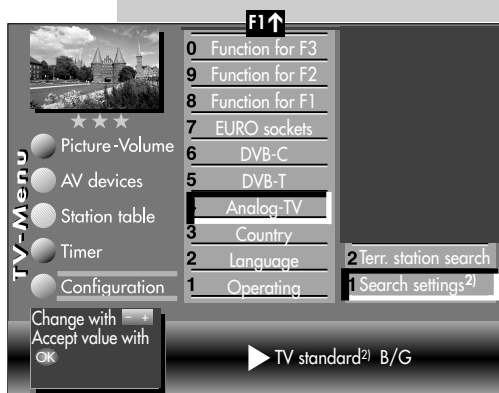 F1↑
0 Function for F3
9 Function for F2
8 Function for F1
7 EURO sockets
6 DVB-C
5 DVB-T
Analog-TV
3 Country
2 Language
1 Operating
TV-Menu
Picture-Volume
AV devices
Station table
Timer
Configuration
2 Terr. station search
1 Search settings2)
Change with - +
Accept value with
OK
TV standard2) B/G